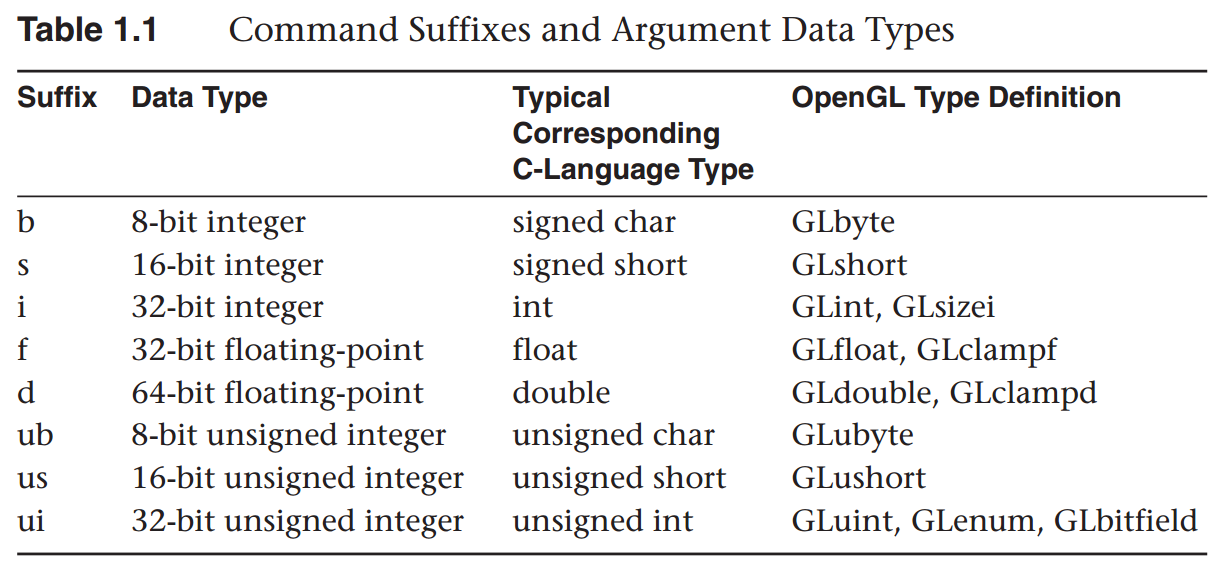 Table 1.1 Command Suffixes and Argument Data Types
Suffix Data Type Typical Corresponding C-Language Type OpenGL Type Definition
b 8-bit integer signed char GLbyte
s 16-bit integer signed short GLshort
i 32-bit integer int GLint, GLsizei
f 32-bit floating-point float GLfloat, GLclampf
d 64-bit floating-point double GLdouble, GLclampd
ub 8-bit unsigned integer unsigned char GLubyte
us 16-bit unsigned integer unsigned short GLushort
ui 32-bit unsigned integer unsigned int GLuint, GLenum, GLbitfield